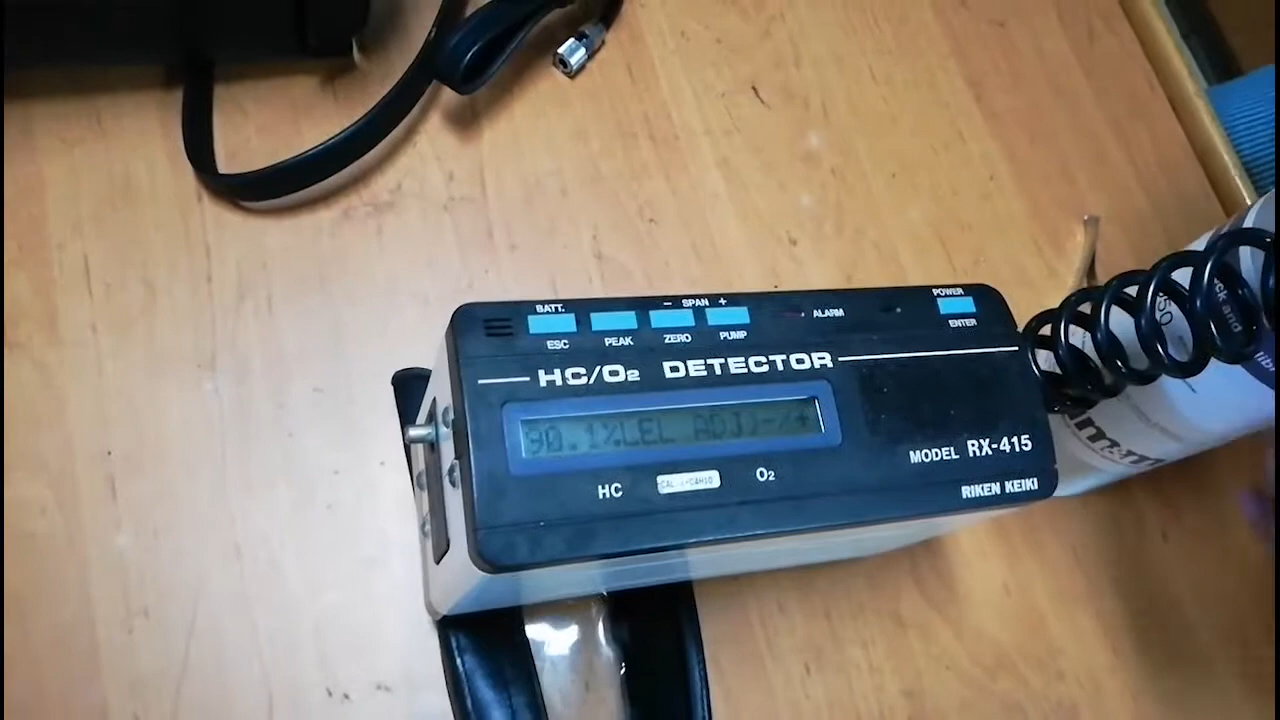 BATT. - SPAN + POWER
ESC PEAK ZERO PUMP ALARM ENTER
HC/O2 DETECTOR
90.1%LEL ADJ
MODEL RX-415
HC O2
RIKEN KEIKI